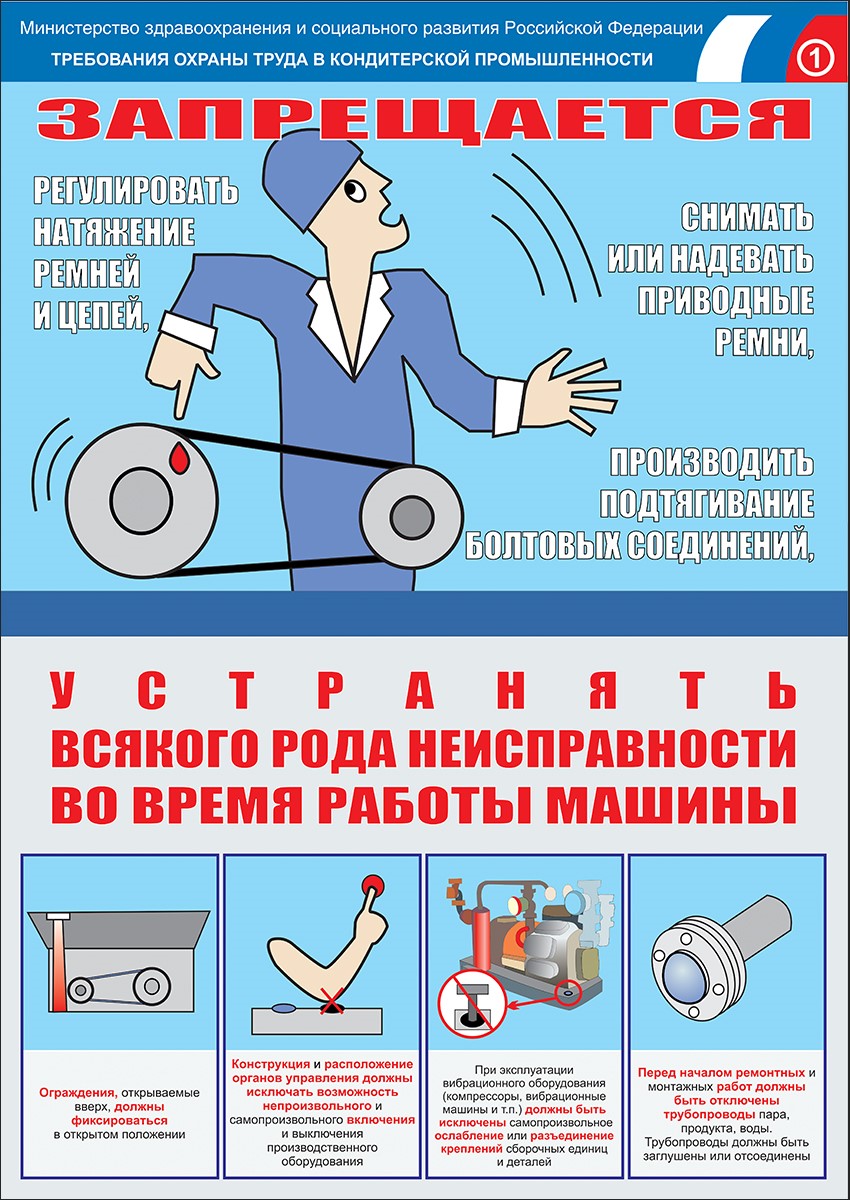 Министерство здравоохранения и социального развития Российской Федерации
ТРЕБОВАНИЯ ОХРАНЫ ТРУДА В КОНДИТЕРСКОЙ ПРОМЫШЛЕННОСТИ
1
ЗАПРЕЩАЕТСЯ
РЕГУЛИРОВАТЬ
НАТЯЖЕНИЕ
РЕМНЕЙ
И ЦЕПЕЙ,
СНИМАТЬ
ИЛИ НАДЕВАТЬ
ПРИВОДНЫЕ
РЕМНИ,
ПРОИЗВОДИТЬ
ПОДТЯГИВАНИЕ
БОЛТОВЫХ СОЕДИНЕНИЙ,
УСТРАНЯТЬ
ВСЯКОГО РОДА НЕИСПРАВНОСТИ
ВО ВРЕМЯ РАБОТЫ МАШИНЫ
Ограждения, открываемые
вверх, должны
фиксироваться
в открытом положении
Конструкция и расположение
органов управления должны
исключать возможность
непроизвольного и
самопроизвольного включения
и выключения
производственного
оборудования
При эксплуатации
вибрационного оборудования
(компрессоры, вибрационные
машины и т.п.) должны быть
исключены самопроизвольное
ослабление или разъединение
креплений сборочных единиц
и деталей
Перед началом ремонтных и
монтажных работ должны
быть отключены
трубопроводы пара,
продукта, воды.
Трубопроводы должны быть
заглушены или отсоединены